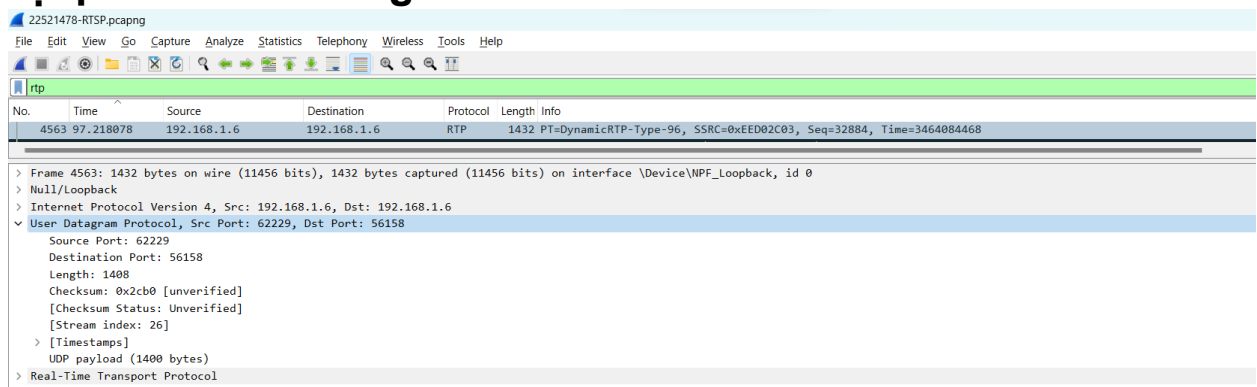 22521478-RTSP.pcapng
File Edit View Go Capture Analyze Statistics Telephony Wireless Tools Help
rtp
No. Time Source Destination Protocol Length Info
4563 97.218078 192.168.1.6 192.168.1.6 RTP 1432 PT=DynamicRTP-Type-96, SSRC=0xEED02C03, Seq=32884, Time=3464084468
> Frame 4563: 1432 bytes on wire (11456 bits), 1432 bytes captured (11456 bits) on interface \Device\NPF_Loopback, id 0
> Null/Loopback
> Internet Protocol Version 4, Src: 192.168.1.6, Dst: 192.168.1.6
User Datagram Protocol, Src Port: 62229, Dst Port: 56158
Source Port: 62229
Destination Port: 56158
Length: 1408
Checksum: 0x2cb0 [unverified]
[Checksum Status: Unverified]
[Stream index: 26]
> [Timestamps]
UDP payload (1400 bytes)
> Real-Time Transport Protocol